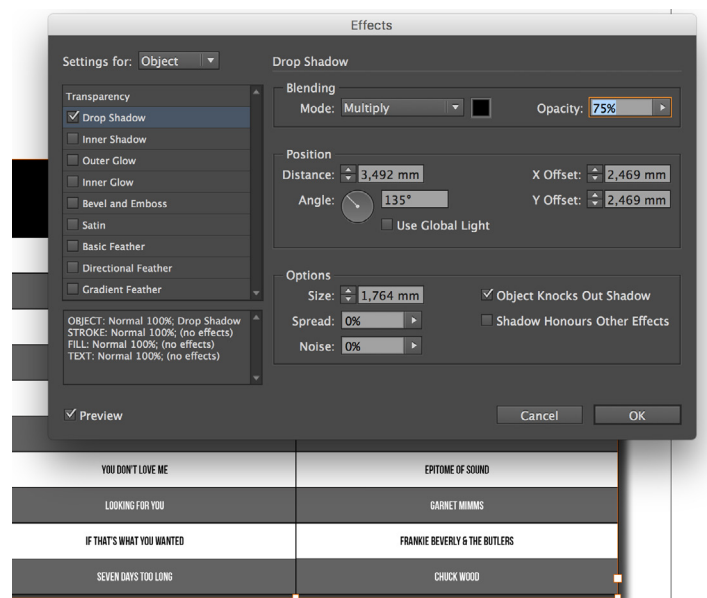 Effects
Settings for: Object
Drop Shadow
Transparency
Drop Shadow
Inner Shadow
Outer Glow
Inner Glow
Bevel and Emboss
Satin
Basic Feather
Directional Feather
Gradient Feather
OBJECT: Normal 100%; Drop Shadow
STROKE: Normal 100%; (no effects)
FILL: Normal 100%; (no effects)
TEXT: Normal 100%; (no effects)
Preview
Blending
Mode: Multiply Opacity: 75%
Position
Distance: 3,492 mm X Offset: 2,469 mm
Angle: 135° Y Offset: 2,469 mm
Use Global Light
Options
Size: 1,764 mm Object Knocks Out Shadow
Spread: 0% Shadow Honours Other Effects
Noise: 0%
Cancel OK
YOU DON'T LOVE ME EPITOME OF SOUND
LOOKING FOR YOU GARNET MIMMS
IF THAT'S WHAT YOU WANTED FRANKIE BEVERLY & THE BUTLERS
SEVEN DAYS TOO LONG CHUCK WOOD